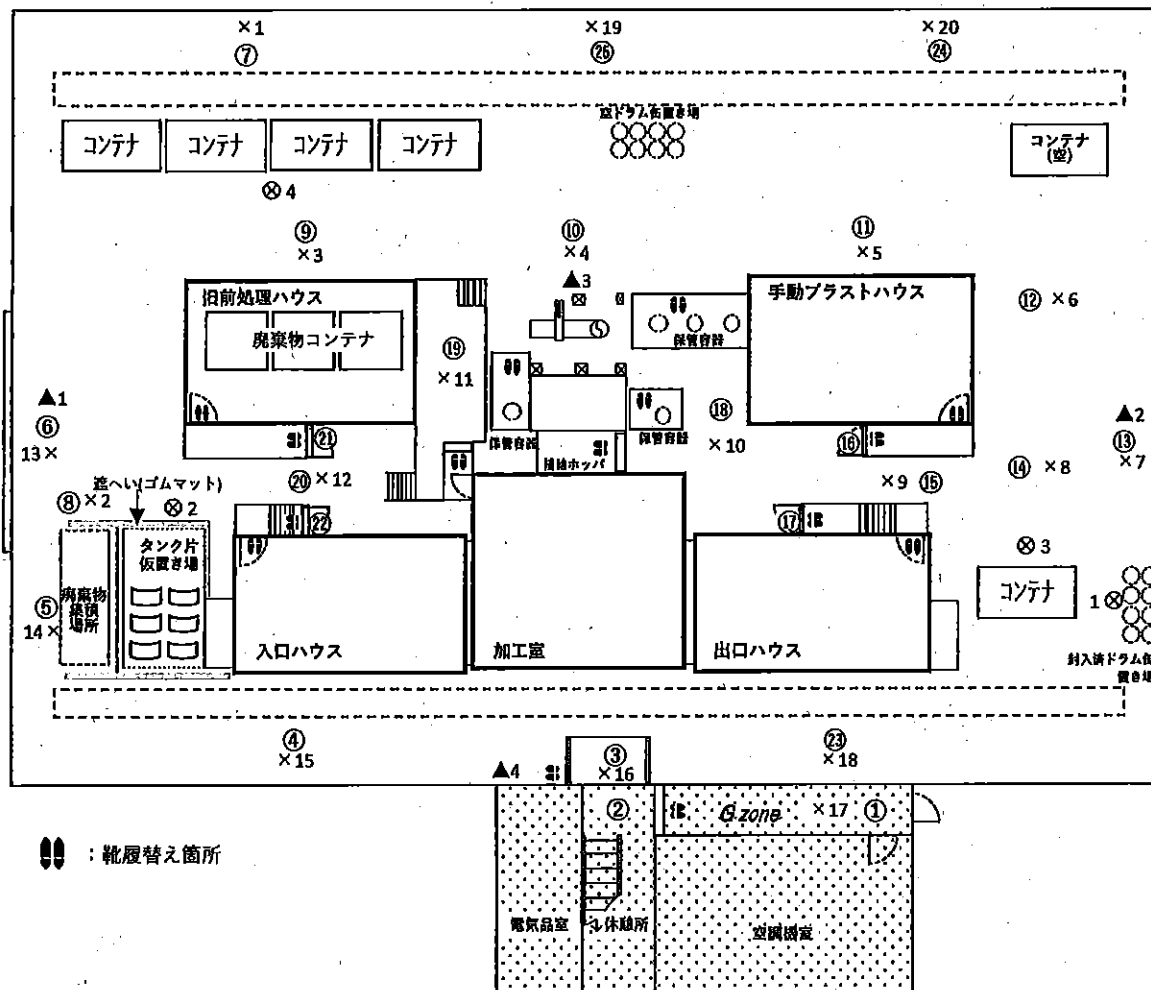 ×1
×19
×20
⑦
㉖
㉔
空ドラム缶置き場
コンテナ
コンテナ
コンテナ
コンテナ
コンテナ
(空)
⊗4
⑨
×3
⑩
×4
⑪
×5
▲3
旧前処理ハウス
廃棄物コンテナ
手動ブラストハウス
⑫ ×6
保管容器
⑲
×11
▲1
⑥
13×
⑱
×10
▲2
⑬
×7
㉑
保管容器
保管容器
⑯
⑭ ×8
⑳ ×12
×9 ⑮
⑧ ×2
遮へい(ゴムマット)
⊗2
㉒
⑰
タンク片
仮置き場
⊗3
コンテナ
1⊗
⑤
14×
廃棄物
集積
場所
入口ハウス
加工室
出口ハウス
封入済ドラム缶
置き場
④
×15
③
×16
㉓
×18
▲4
②
G zone
×17 ①
：靴履替え箇所
電気品室
休憩所
空調機室